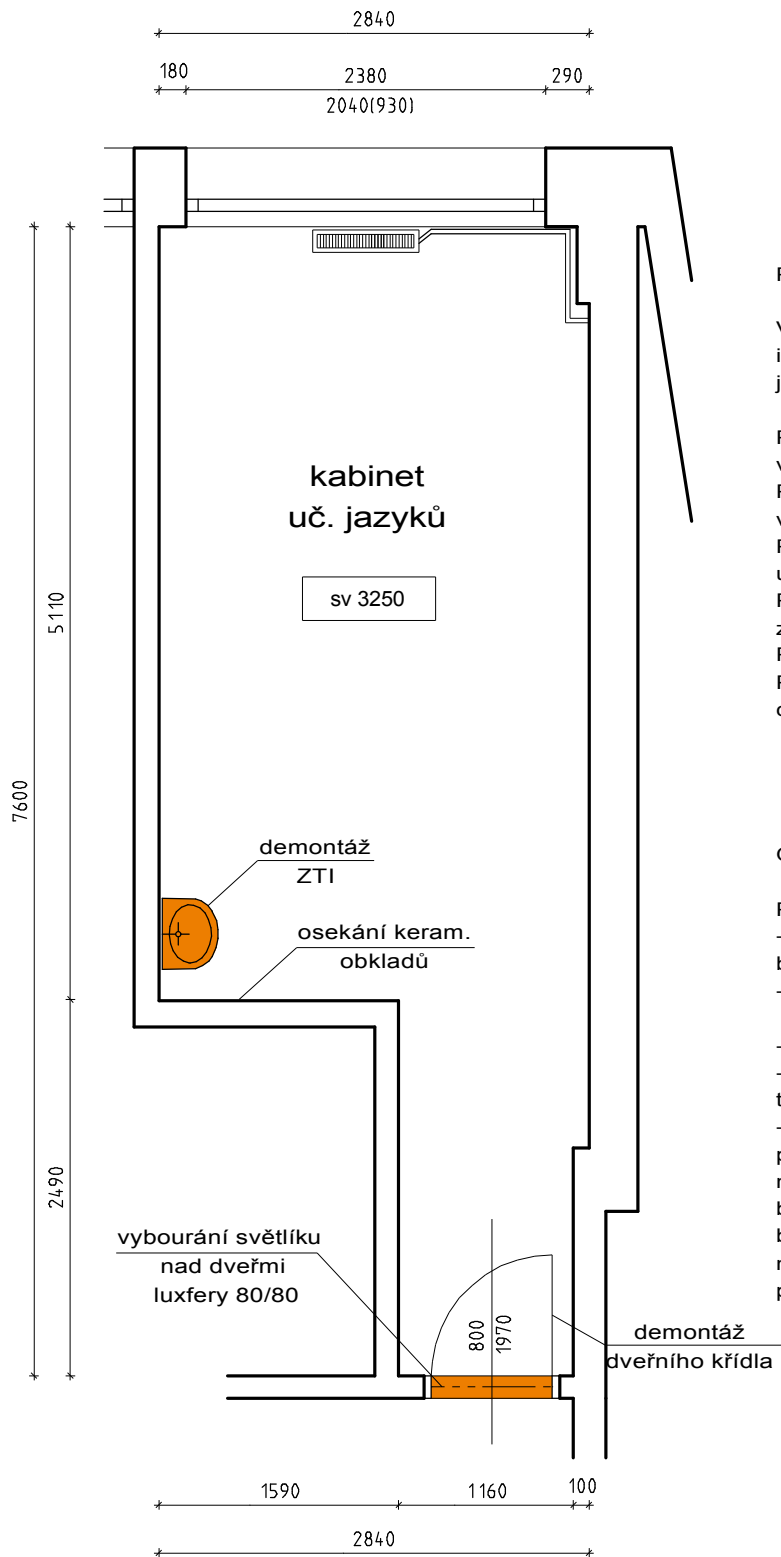 2840
180
2380
290
2040(930)
kabinet
uč. jazyků
sv 3250
5110
7600
demontáž
ZTI
osekání keram.
obkladů
2490
vybourání světlíku
nad dveřmi
luxfery 80/80
800
1970
demontáž
dveřního křídla
1590
1160
100
2840